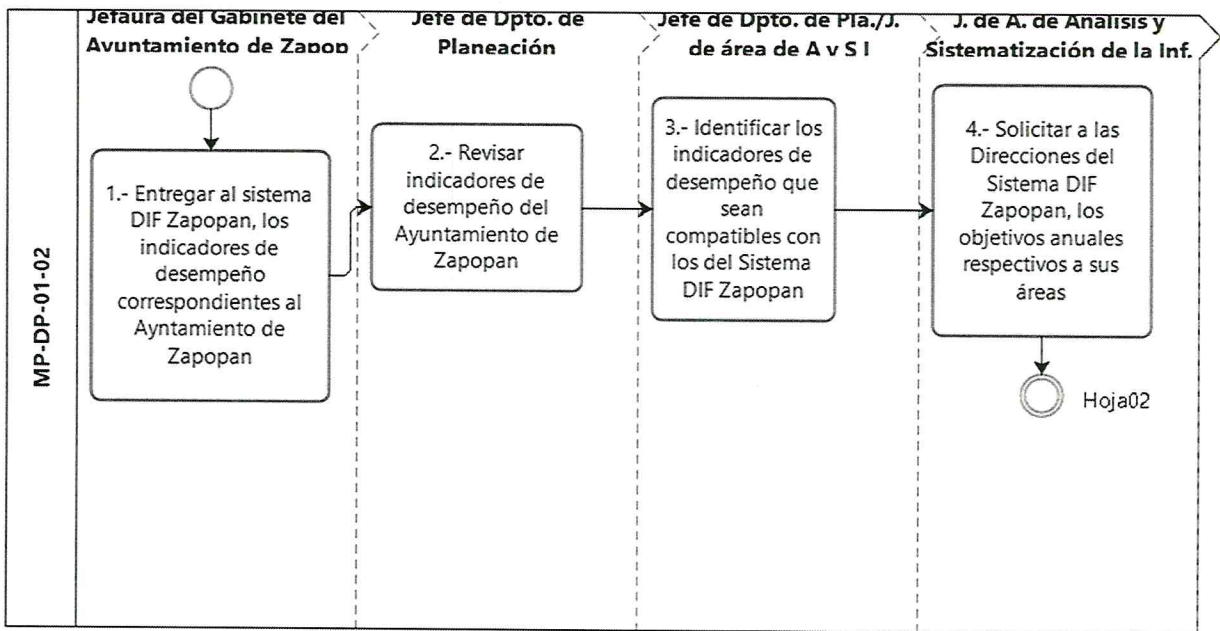 Jefaura del Gabinete del
Ayuntamiento de Zapop
Jefe de Dpto. de
Planeación
Jefe de Dpto. de Pla./J.
de área de A y S I
J. de A. de Análisis y
Sistematización de la Inf.
MP-DP-01-02
1.- Entregar al sistema
DIF Zapopan, los
indicadores de
desempeño
correspondientes al
Ayntamiento de
Zapopan
2.- Revisar
indicadores de
desempeño del
Ayuntamiento de
Zapopan
3.- Identificar los
indicadores de
desempeño que
sean
compatibles con
los del Sistema
DIF Zapopan
4.- Solicitar a las
Direcciones del
Sistema DIF
Zapopan, los
objetivos anuales
respectivos a sus
áreas
Hoja02